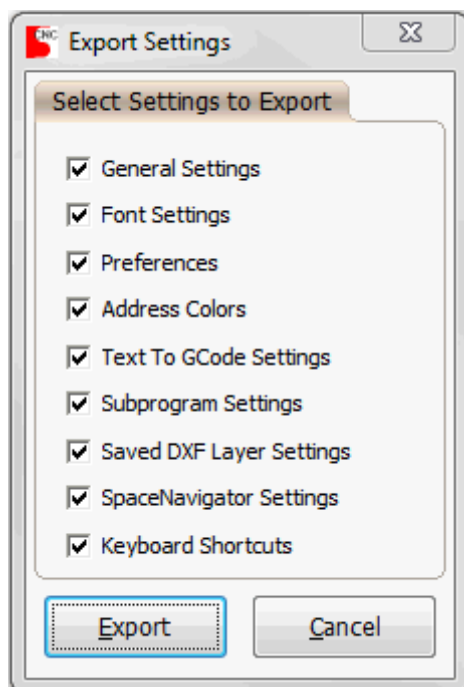 CNC
Export Settings
Select Settings to Export
General Settings
Font Settings
Preferences
Address Colors
Text To GCode Settings
Subprogram Settings
Saved DXF Layer Settings
SpaceNavigator Settings
Keyboard Shortcuts
Export
Cancel